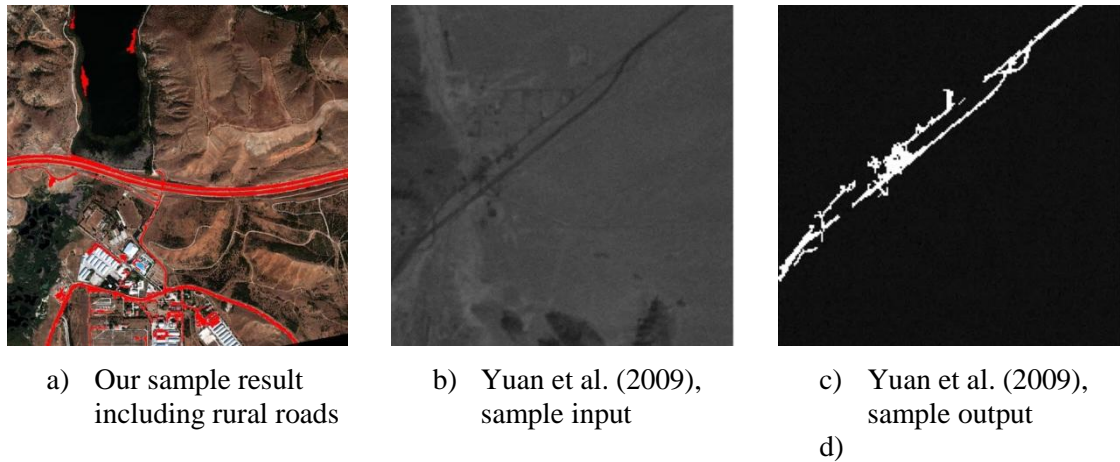 a) Our sample result
including rural roads
b) Yuan et al. (2009),
sample input
c) Yuan et al. (2009),
sample output
d)